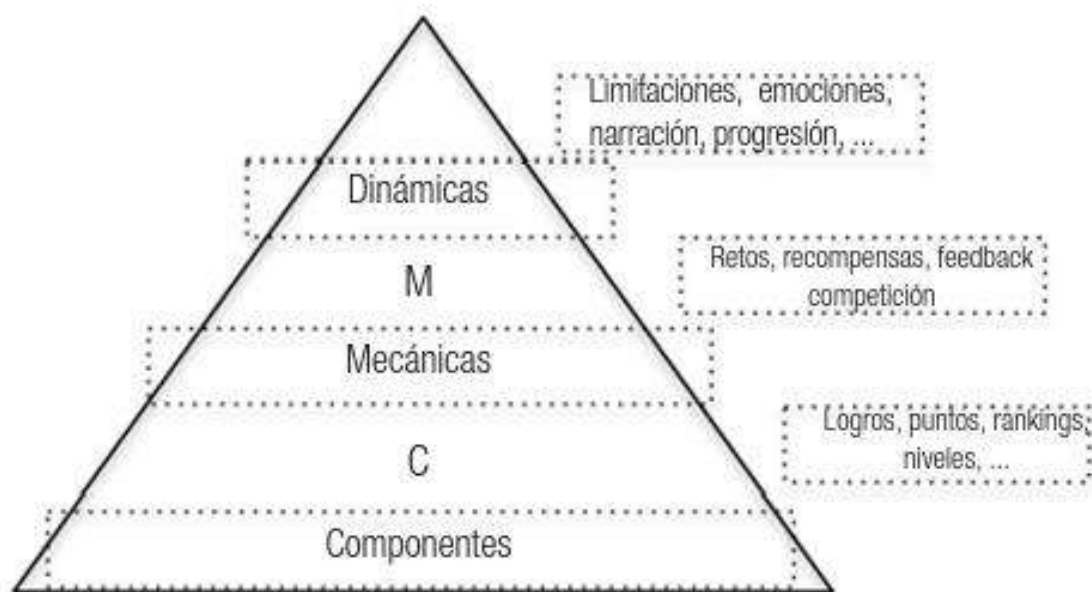 Limitaciones, emociones,
narración, progresión, ...
Dinámicas
M
Retos, recompensas, feedback
competición
Mecánicas
C
Logros, puntos, rankings,
niveles, ...
Componentes